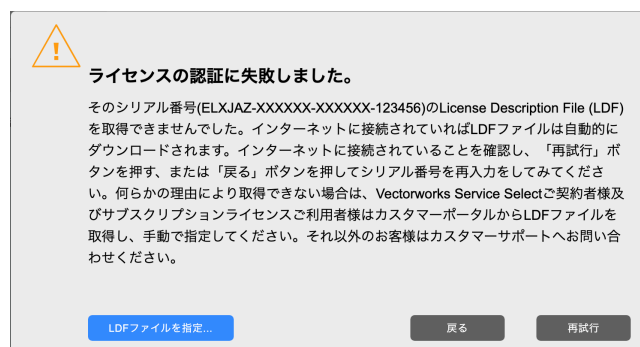 ライセンスの認証に失敗しました。
そのシリアル番号(ELXJAZ-XXXXXX-XXXXXX-123456)のLicense Description File (LDF)
を取得できませんでした。インターネットに接続されていればLDFファイルは自動的に
ダウンロードされます。インターネットに接続されていることを確認し、「再試行」ボ
タンを押す、または「戻る」ボタンを押してシリアル番号を再入力をしてみてくださ
い。何らかの理由により取得できない場合は、Vectorworks Service Selectご契約者様及
びサブスクリプションライセンスご利用者様はカスタマーポータルからLDFファイルを
取得し、手動で指定してください。それ以外のお客様はカスタマーサポートへお問い合
わせください。
LDFファイルを指定...
戻る
再試行